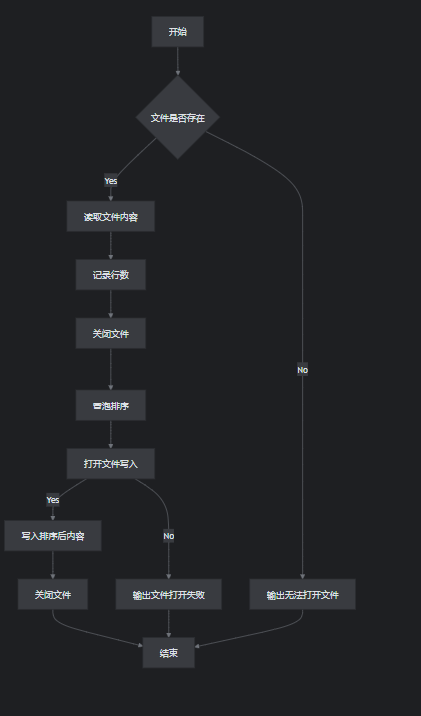 开始
文件是否存在
Yes
读取文件内容
记录行数
关闭文件
No
冒泡排序
打开文件写入
Yes
No
写入排序后内容
关闭文件
输出文件打开失败
输出无法打开文件
结束